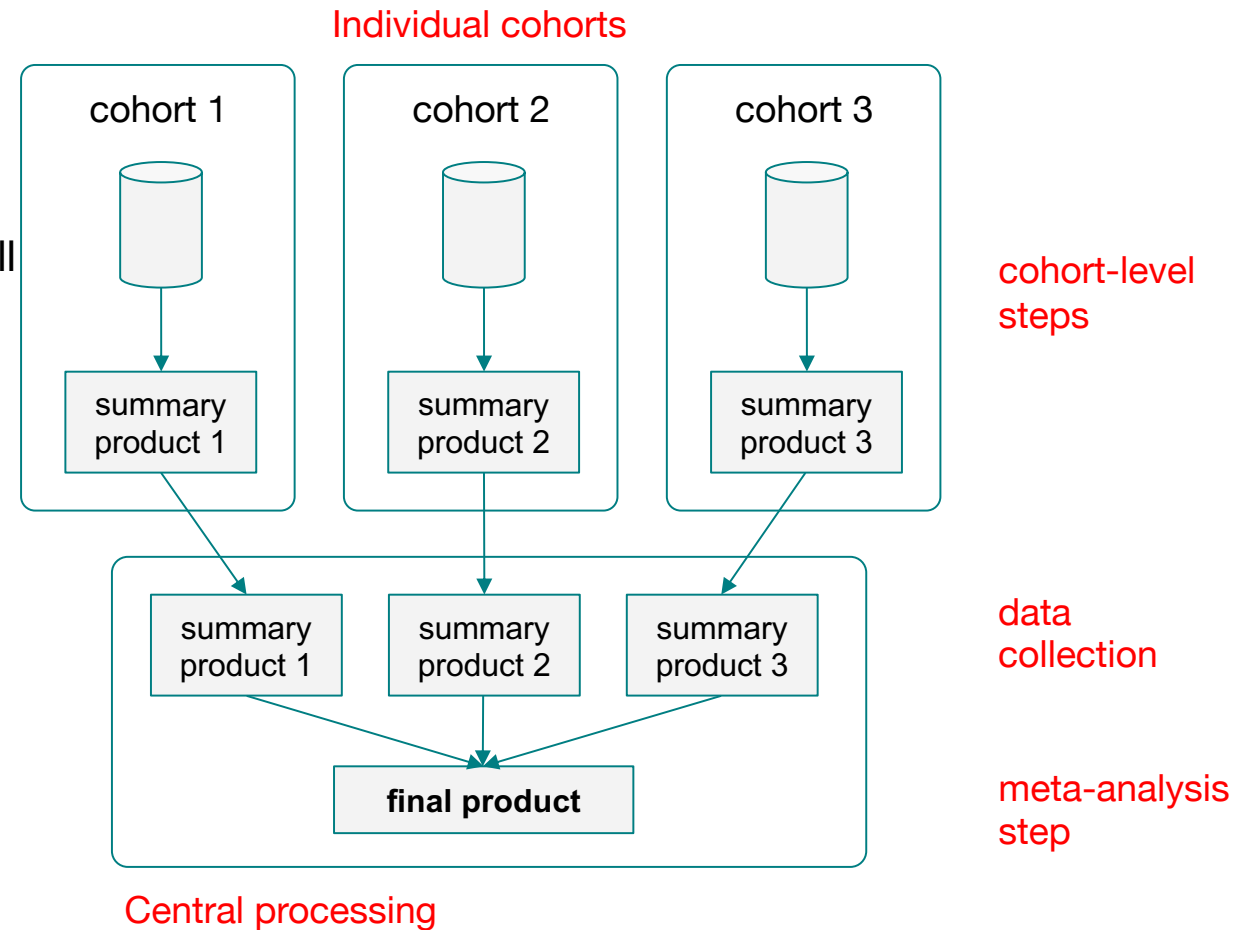 Individual cohorts
cohort 1
cohort 2
cohort 3
ll
cohort-level
steps
summary
product 1
summary
product 2
summary
product 3
summary
product 1
summary
product 2
summary
product 3
data
collection
final product
meta-analysis
step
Central processing